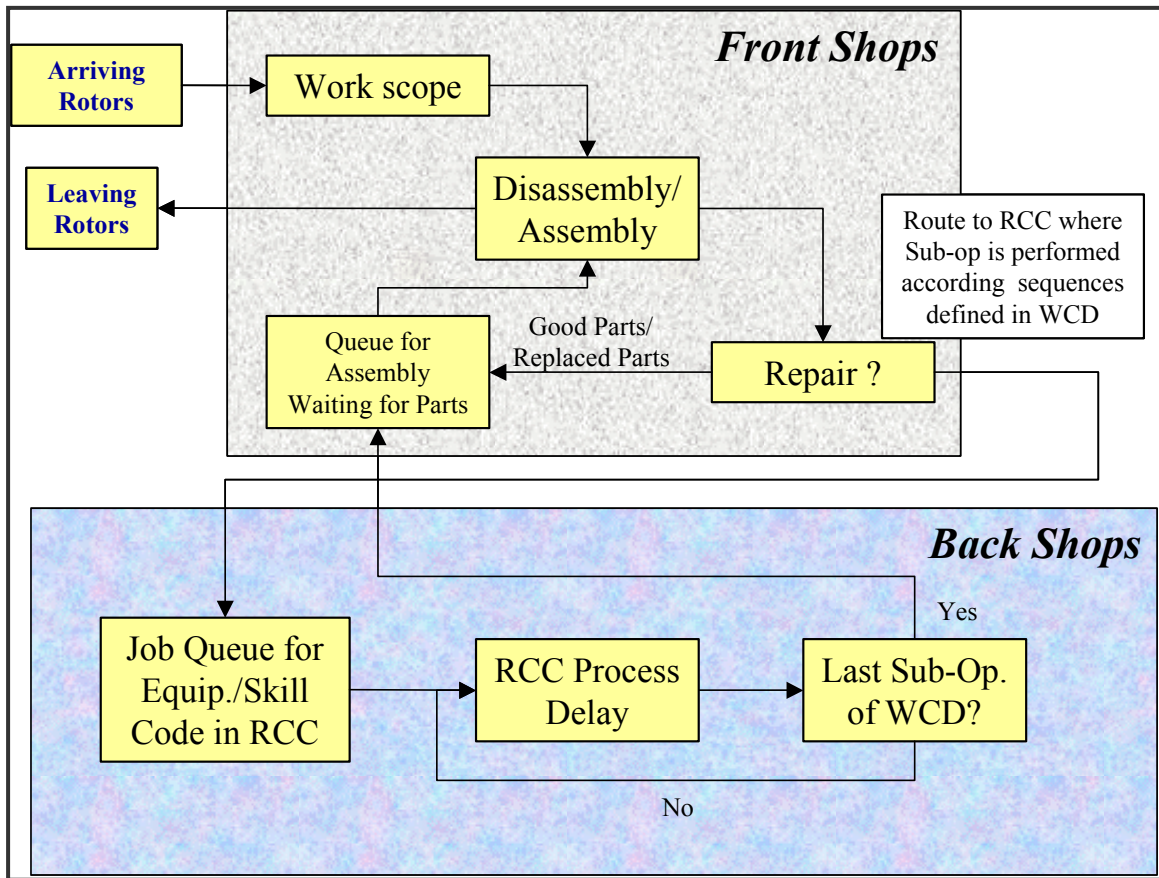 Front Shops
Arriving
Rotors
Work scope
Leaving
Rotors
Disassembly/
Assembly
Route to RCC where
Sub-op is performed
according sequences
defined in WCD
Queue for
Assembly
Waiting for Parts
Good Parts/
Replaced Parts
Repair ?
Back Shops
Yes
Job Queue for
Equip./Skill
Code in RCC
RCC Process
Delay
Last Sub-Op.
of WCD?
No